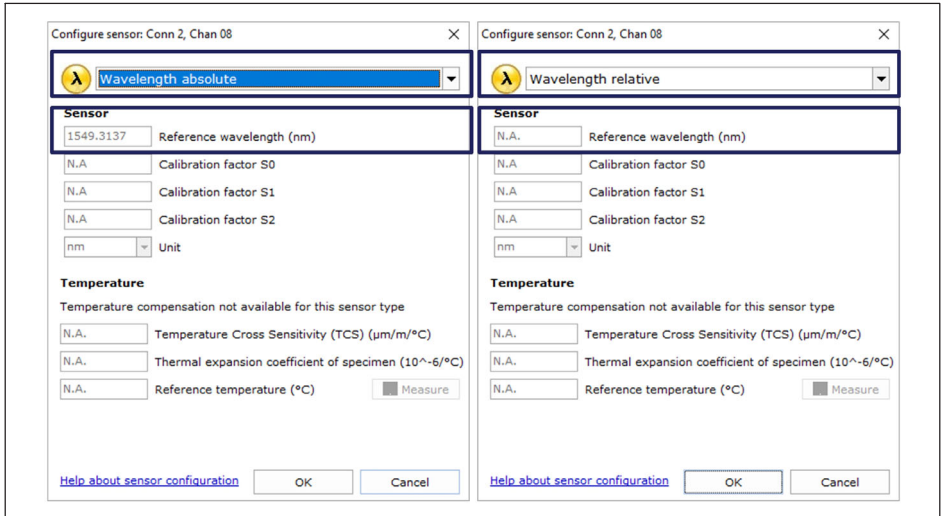 Configure sensor: Conn 2, Chan 08
λ Wavelength absolute
Sensor
1549.3137 Reference wavelength (nm)
N.A Calibration factor S0
N.A Calibration factor S1
N.A Calibration factor S2
nm Unit
Temperature
Temperature compensation not available for this sensor type
N.A. Temperature Cross Sensitivity (TCS) (µm/m/°C)
N.A. Thermal expansion coefficient of specimen (10^-6/°C)
N.A. Reference temperature (°C) Measure
Help about sensor configuration OK Cancel
Configure sensor: Conn 2, Chan 08
λ Wavelength relative
Sensor
N.A. Reference wavelength (nm)
N.A Calibration factor S0
N.A Calibration factor S1
N.A Calibration factor S2
nm Unit
Temperature
Temperature compensation not available for this sensor type
N.A. Temperature Cross Sensitivity (TCS) (µm/m/°C)
N.A. Thermal expansion coefficient of specimen (10^-6/°C)
N.A. Reference temperature (°C) Measure
Help about sensor configuration OK Cancel